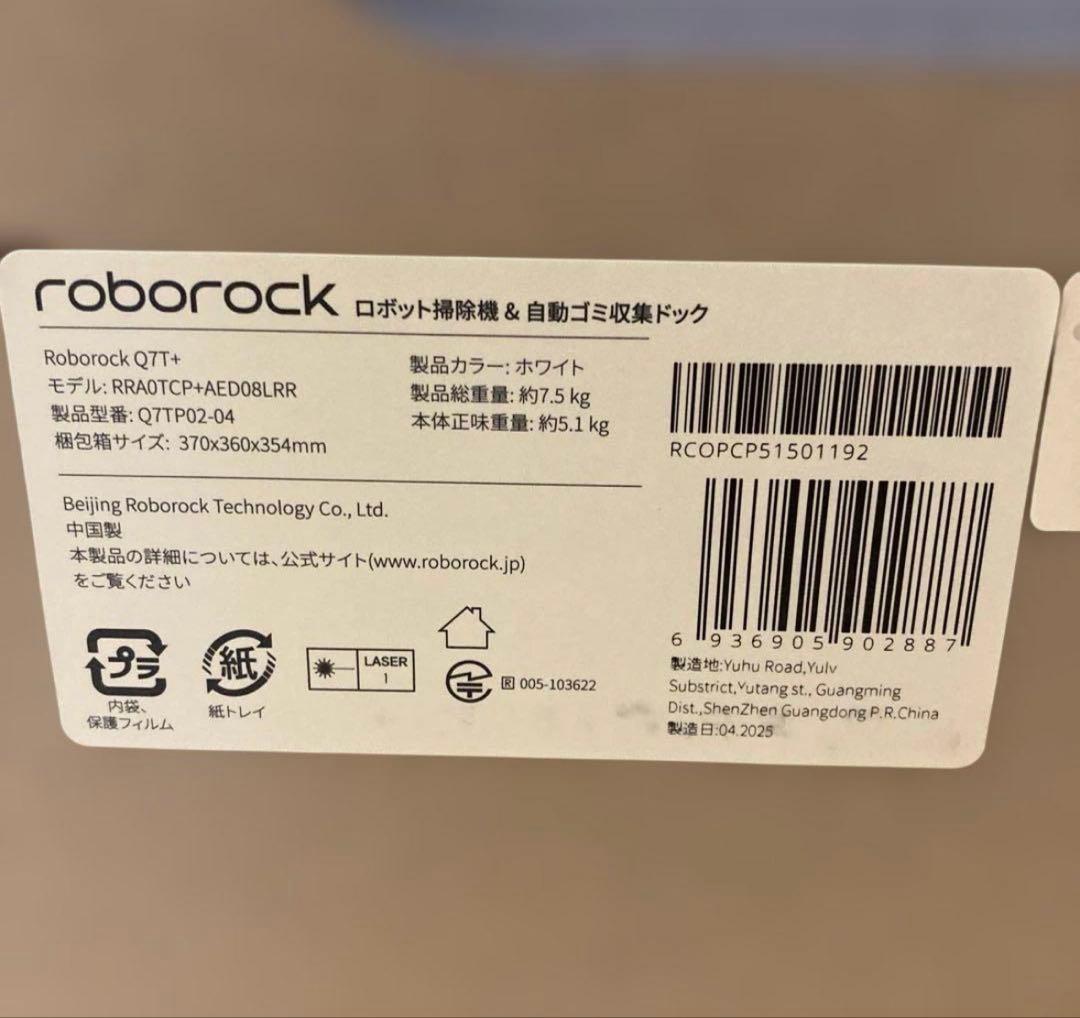 roborock ロボット掃除機 & 自動ゴミ収集ドック
Roborock Q7T+
モデル: RRA0TCP+AED08LRR
製品型番: Q7TP02-04
梱包箱サイズ: 370x360x354mm
製品カラー: ホワイト
製品総重量: 約7.5 kg
本体正味重量: 約5.1 kg
RCOPCP51501192
Beijing Roborock Technology Co., Ltd.
中国製
本製品の詳細については、公式サイト(www.roborock.jp)
をご覧ください
6 936905 902887
製造地:Yuhu Road,Yulv
Substrict,Yutang st., Guangming
Dist.,ShenZhen Guangdong P.R.China
製造日:04.2025
プラ
内袋、
保護フィルム
紙
紙トレイ
LASER
1
R 005-103622